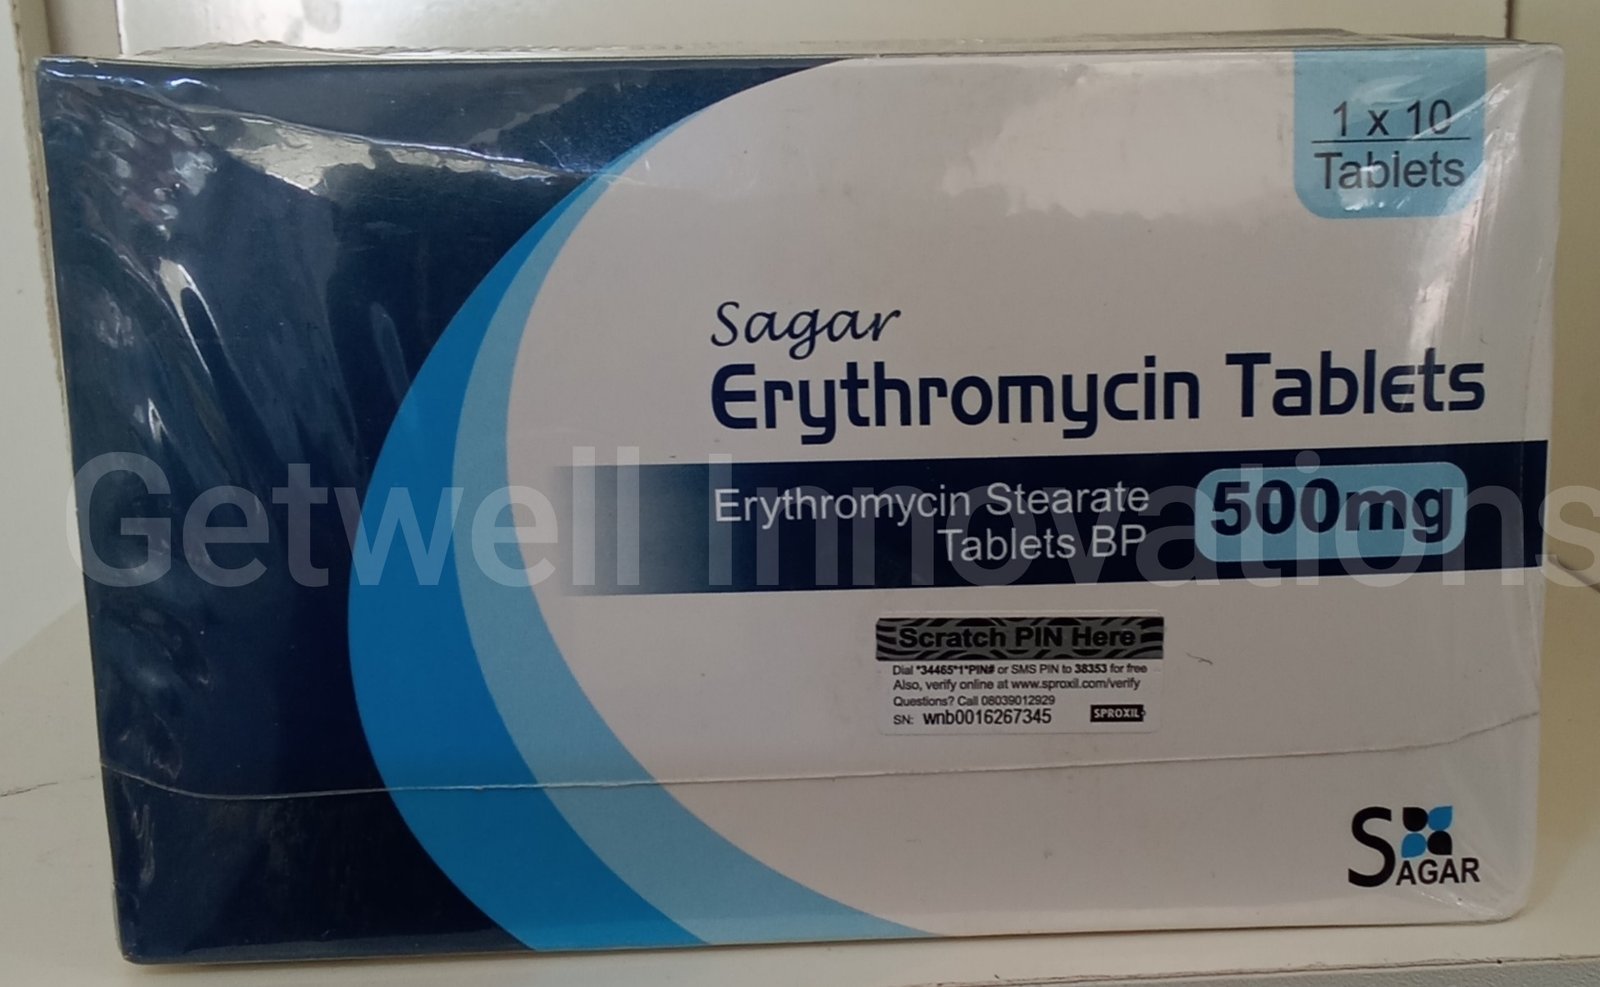 1 x 10
Tablets
Sagar
Erythromycin Tablets
Erythromycin Stearate
Tablets BP
500mg
Getwell Innovations
Scratch PIN Here
Dial *34465*1*PIN# or SMS PIN to 38353 for free
Also, verify online at www.sproxil.com/verify
Questions? Call 08039012929
SN: wnb0016267345
SPROXIL
SAGAR